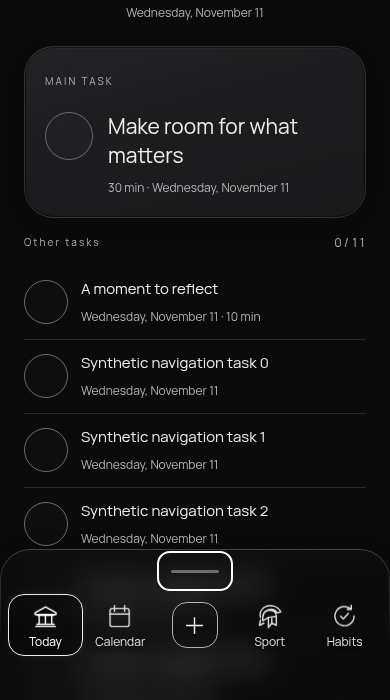 Wednesday, November 11
MAIN TASK
Make room for what
matters
30 min · Wednesday, November 11
Other tasks
0/11
A moment to reflect
Wednesday, November 11 · 10 min
Synthetic navigation task 0
Wednesday, November 11
Synthetic navigation task 1
Wednesday, November 11
Synthetic navigation task 2
Wednesday, November 11
Today
Calendar
Sport
Habits